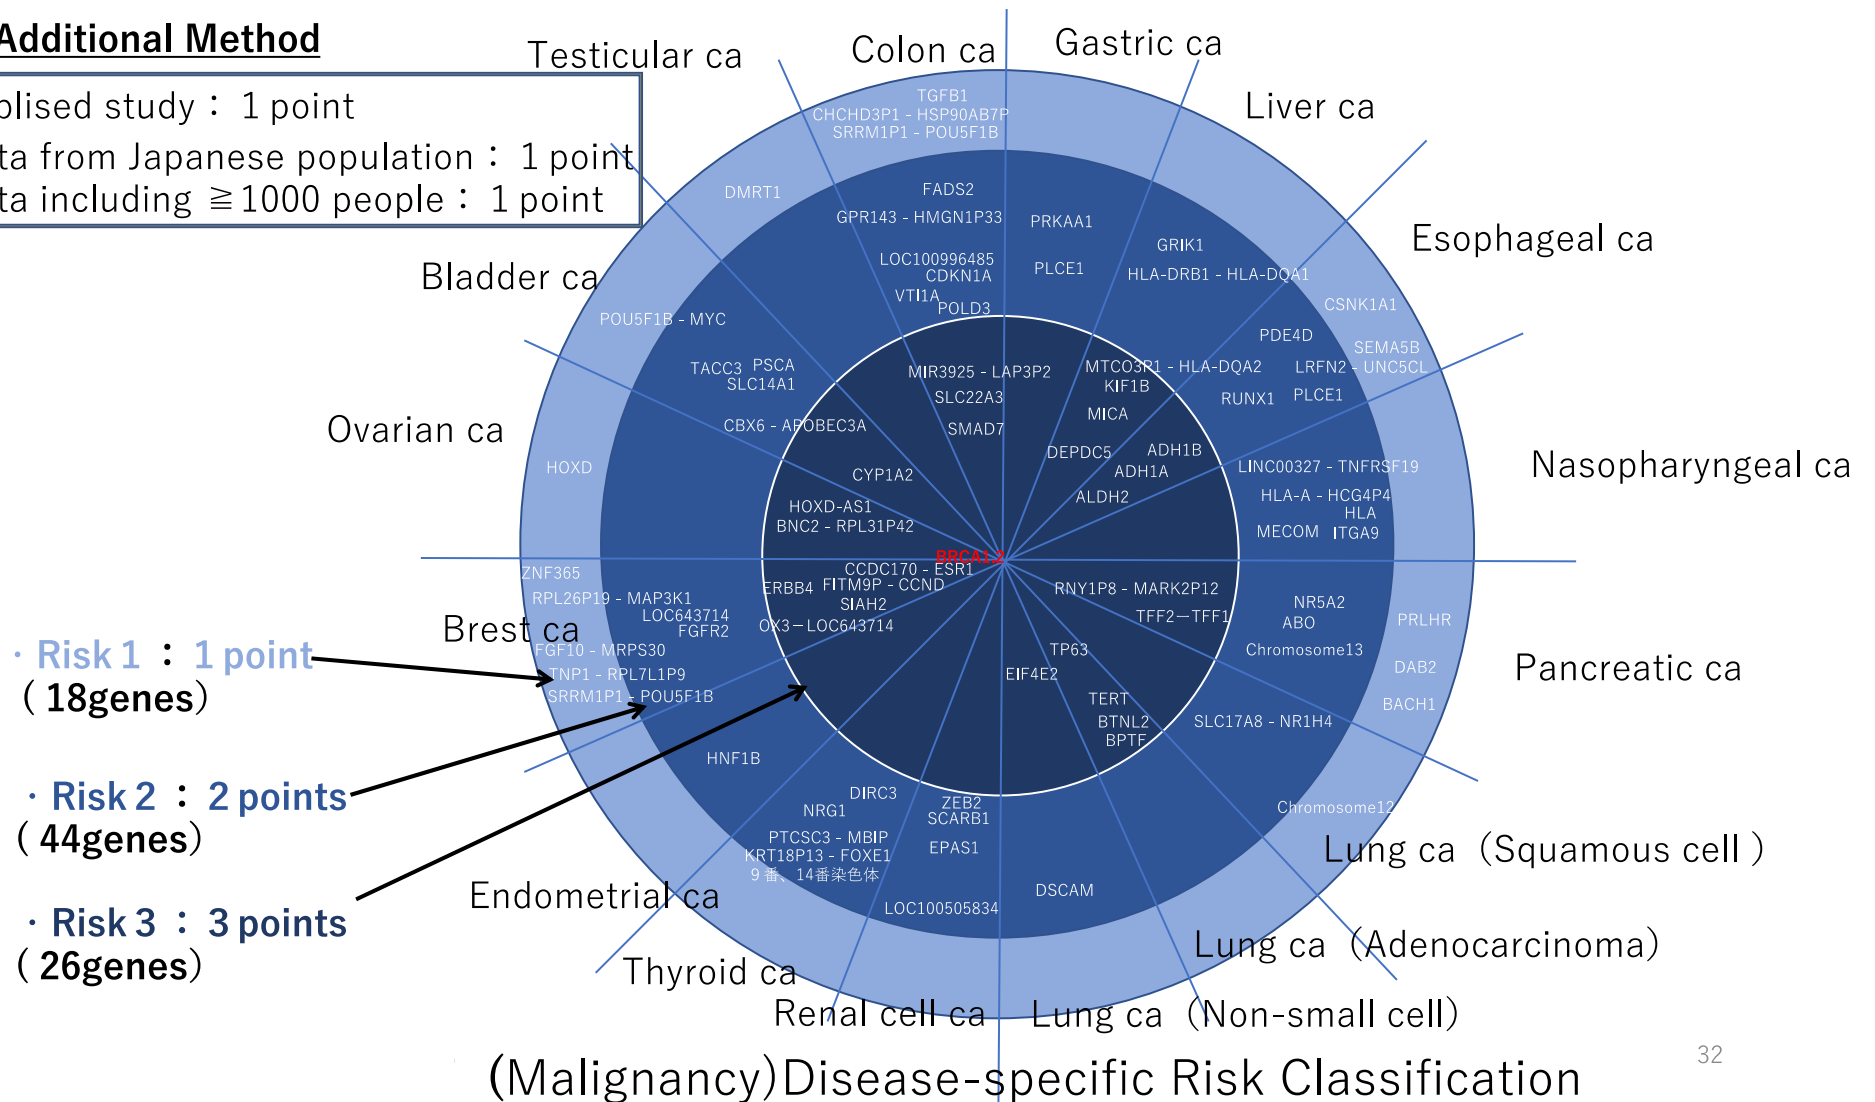 Additional Method
blised study： 1 point
ta from Japanese population： 1 point
ta including ≧1000 people： 1 point
Testicular ca
Colon ca
Gastric ca
Liver ca
Esophageal ca
Nasopharyngeal ca
Pancreatic ca
Lung ca（Squamous cell ）
Lung ca（Adenocarcinoma）
Lung ca（Non-small cell）
Renal cell ca
Thyroid ca
Endometrial ca
Brest ca
Ovarian ca
Bladder ca
TGFB1
CHCHD3P1 - HSP90AB7P
SRRM1P1 - POU5F1B
FADS2
GPR143 - HMGN1P33
LOC100996485
CDKN1A
VTI1A
POLD3
MIR3925 - LAP3P2
SLC22A3
SMAD7
PRKAA1
PLCE1
GRIK1
HLA-DRB1 - HLA-DQA1
MTCO3P1 - HLA-DQA2
KIF1B
MICA
DEPDC5
CSNK1A1
SEMA5B
LRFN2 - UNC5CL
PDE4D
RUNX1
PLCE1
ADH1B
ADH1A
ALDH2
LINC00327 - TNFRSF19
HLA-A - HCG4P4
HLA
MECOM
ITGA9
RNY1P8 - MARK2P12
TFF2－TFF1
NR5A2
ABO
Chromosome13
PRLHR
DAB2
BACH1
SLC17A8 - NR1H4
Chromosome12
TP63
EIF4E2
TERT
BTNL2
BPTF
DSCAM
ZEB2
SCARB1
EPAS1
LOC100505834
DIRC3
NRG1
PTCSC3 - MBIP
KRT18P13 - FOXE1
9番、14番染色体
HNF1B
BRCA1,2
CCDC170 - ESR1
ERBB4
FITM9P - CCND
SIAH2
OX3－LOC643714
ZNF365
RPL26P19 - MAP3K1
LOC643714
FGFR2
FGF10 - MRPS30
TNP1 - RPL7L1P9
SRRM1P1 - POU5F1B
HOXD
HOXD-AS1
BNC2 - RPL31P42
POU5F1B - MYC
TACC3
PSCA
SLC14A1
CBX6 - APOBEC3A
CYP1A2
DMRT1
・Risk 1 ： 1 point
（ 18genes）
・Risk 2 ： 2 points
（ 44genes）
・Risk 3 ： 3 points
（ 26genes）
(Malignancy)Disease-specific Risk Classification
32